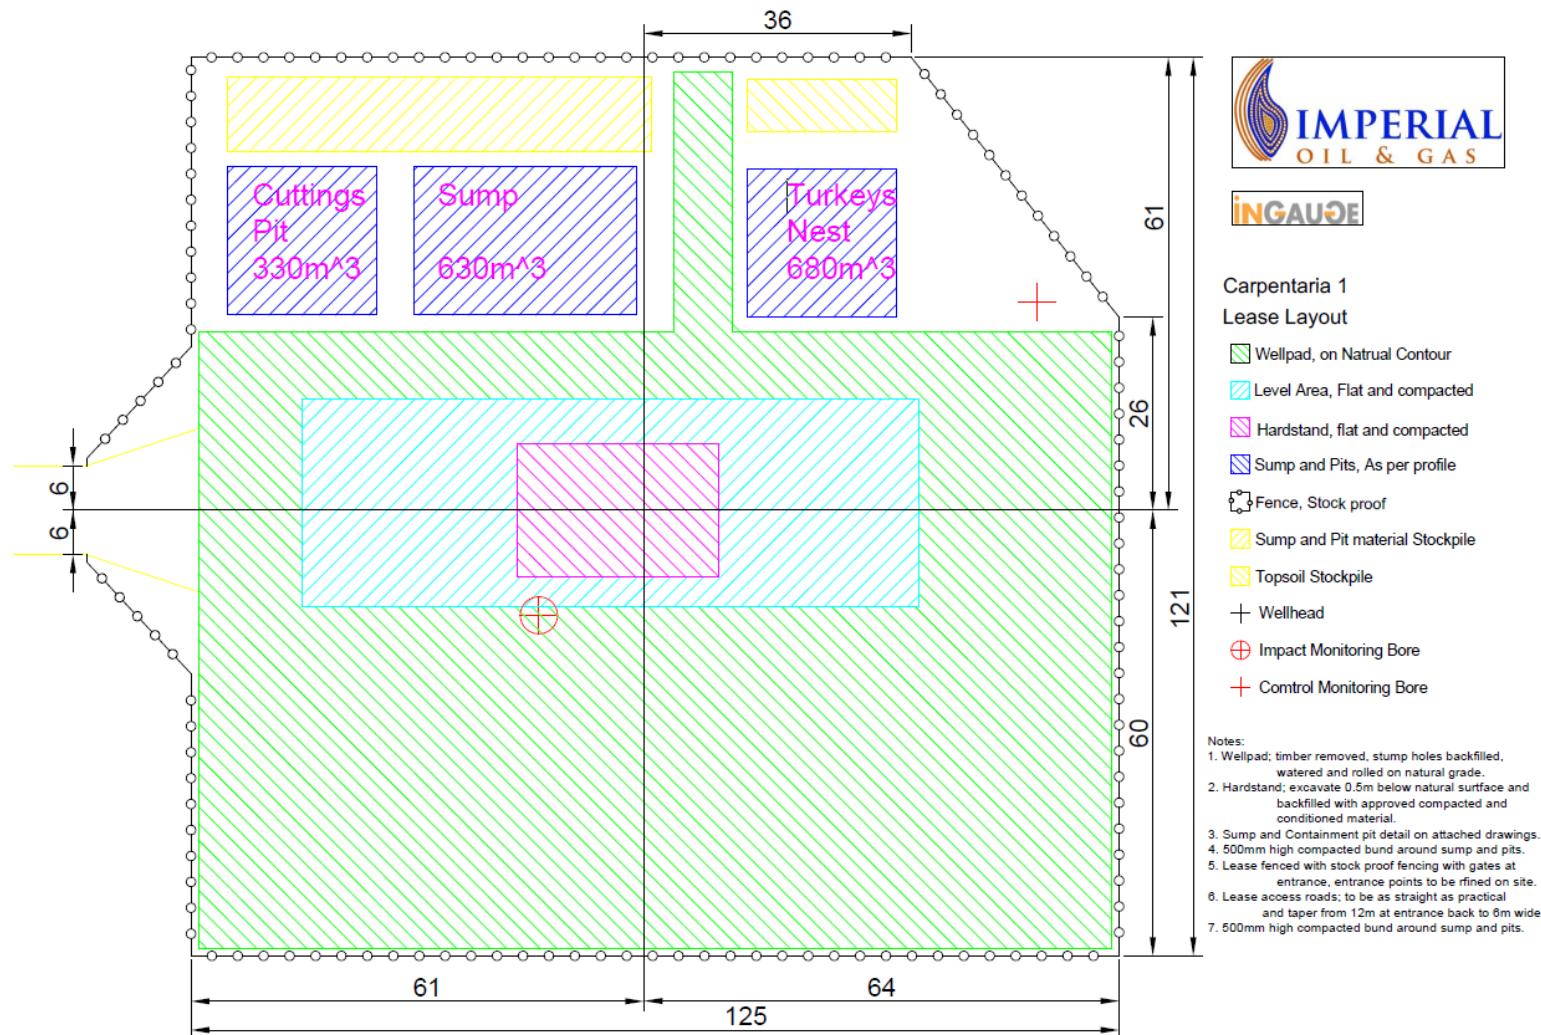 36
IMPERIAL
OIL & GAS
iNGAUGE
Cuttings
Pit
330m^3
Sump
630m^3
Turkeys
Nest
680m^3
61
26
121
60
6
6
61
64
125
Carpentaria 1
Lease Layout
Wellpad, on Natrual Contour
Level Area, Flat and compacted
Hardstand, flat and compacted
Sump and Pits, As per profile
Fence, Stock proof
Sump and Pit material Stockpile
Topsoil Stockpile
Wellhead
Impact Monitoring Bore
Comtrol Monitoring Bore
Notes:
1. Wellpad; timber removed, stump holes backfilled,
watered and rolled on natural grade.
2. Hardstand; excavate 0.5m below natural surtface and
backfilled with approved compacted and
conditioned material.
3. Sump and Containment pit detail on attached drawings.
4. 500mm high compacted bund around sump and pits.
5. Lease fenced with stock proof fencing with gates at
entrance, entrance points to be rfined on site.
6. Lease access roads; to be as straight as practical
and taper from 12m at entrance back to 6m wide
7. 500mm high compacted bund around sump and pits.